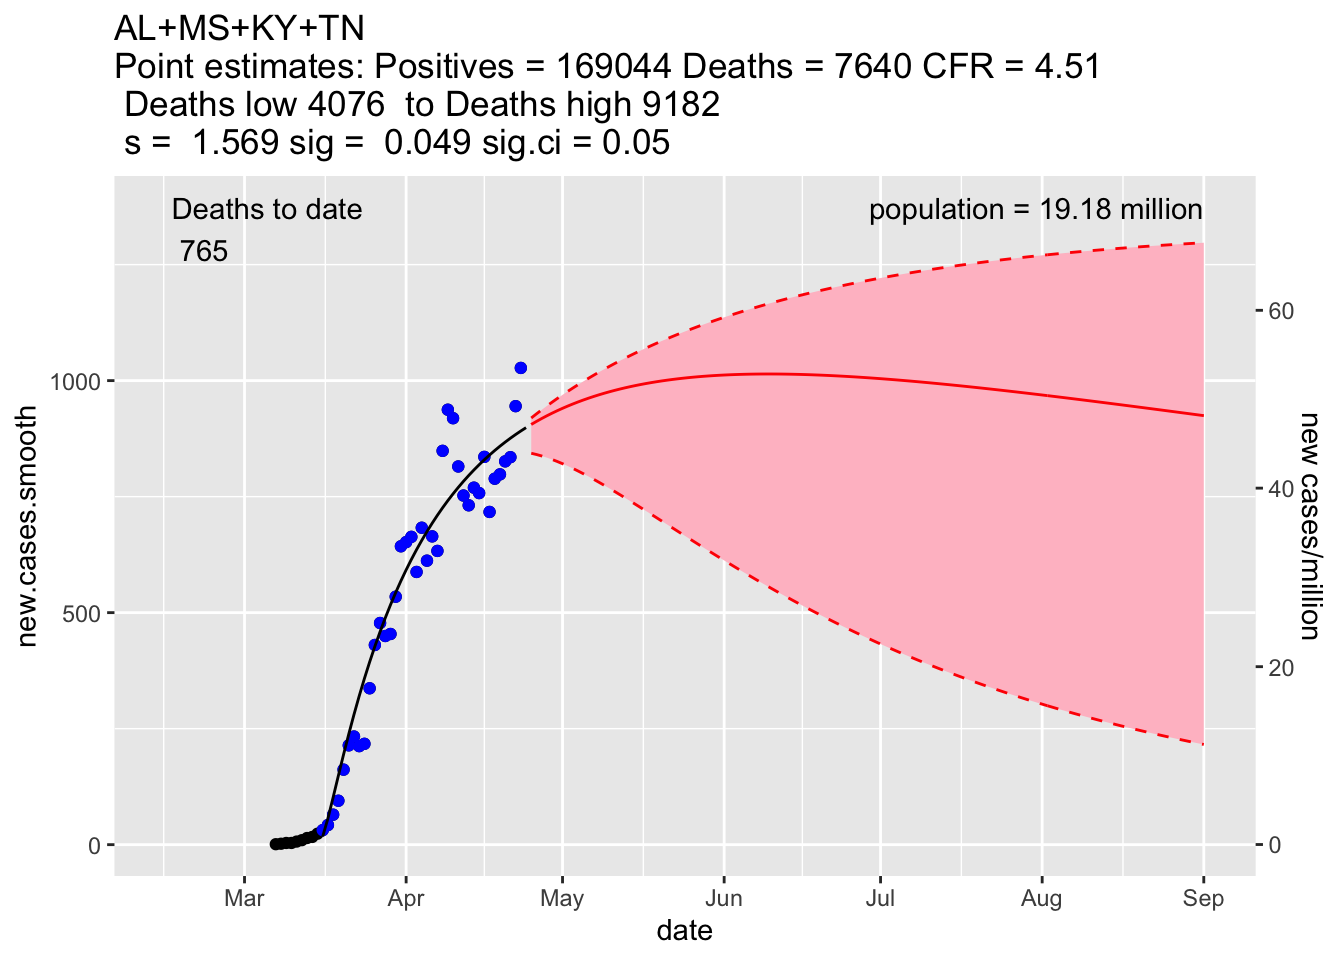 AL+MS+KY+TN
Point estimates: Positives = 169044 Deaths = 7640 CFR = 4.51
Deaths low 4076  to Deaths high 9182
s =  1.569 sig =  0.049 sig.ci = 0.05
Deaths to date
765
population = 19.18 million
new.cases.smooth
1000
500
0
60
40
20
0
new cases/million
Mar Apr May Jun Jul Aug Sep
date